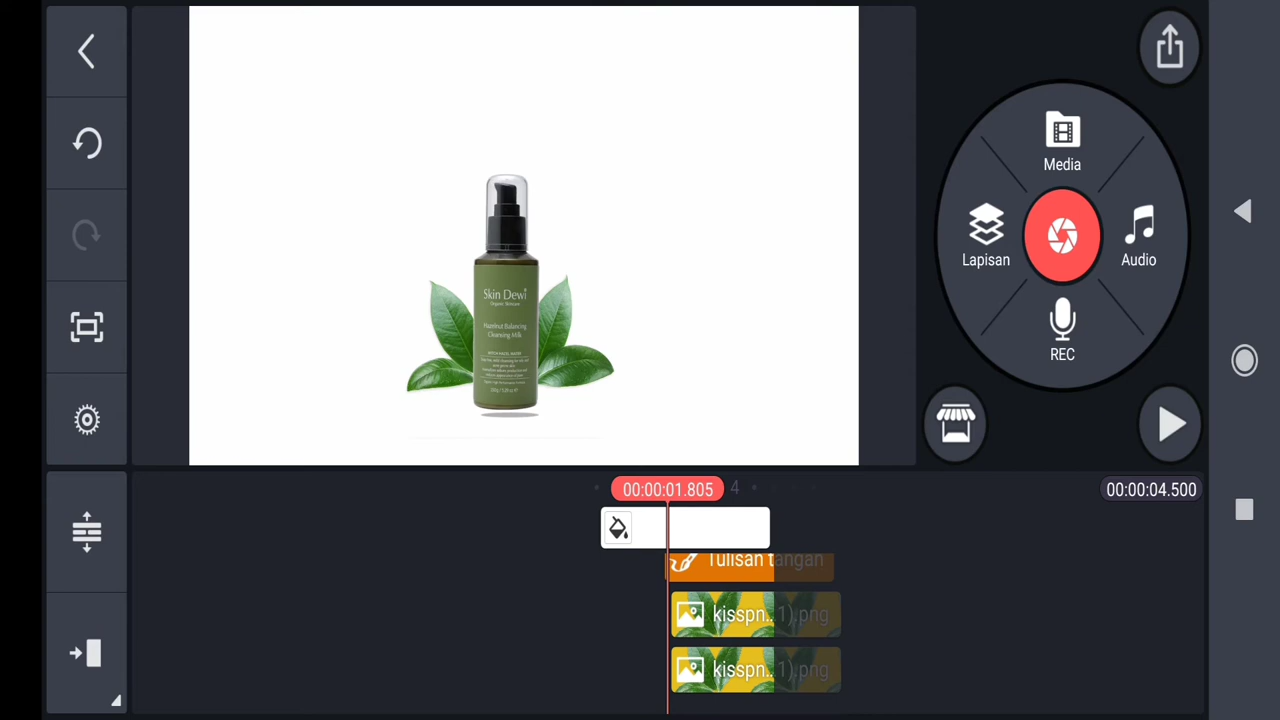 Media
Lapisan
Audio
REC
Skin Dewi
Organic Skincare
Hazelnut Balancing
Cleansing Milk
00:00:01.805
4
00:00:04.500
Tulisan tangan
kisspn...1).png
kisspn...1).png